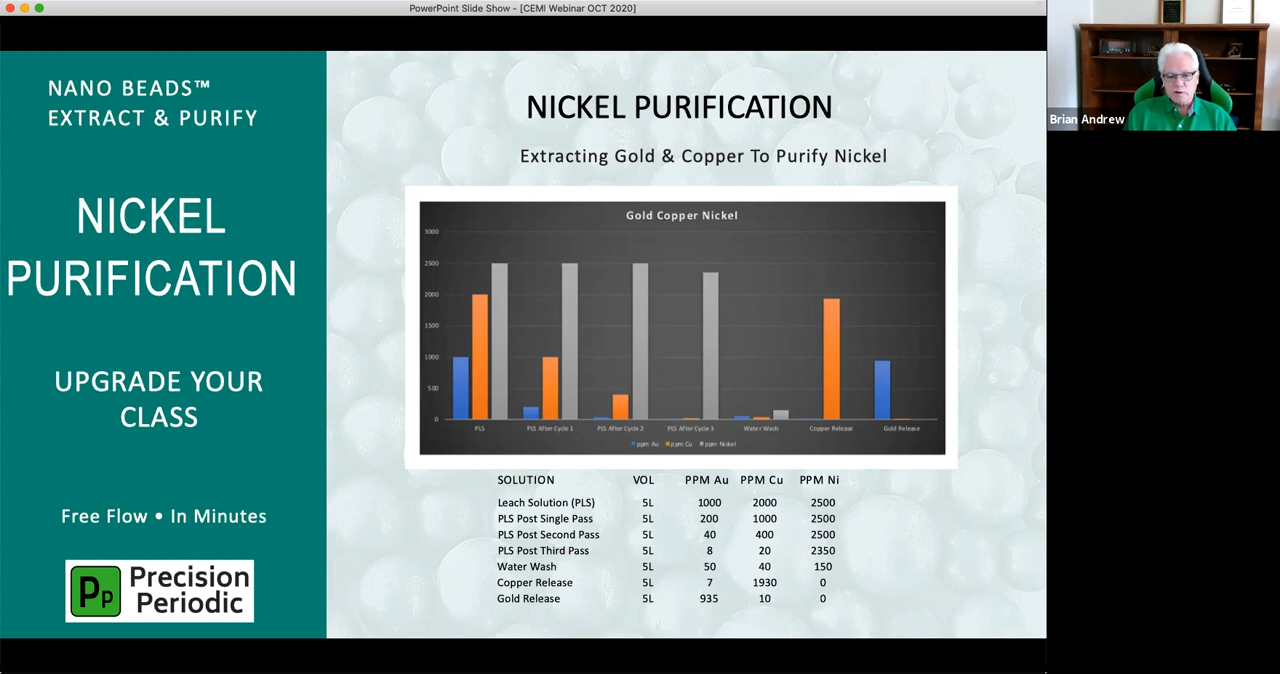 PowerPoint Slide Show - [CEMI Webinar OCT 2020]
NANO BEADS™
EXTRACT & PURIFY
NICKEL
PURIFICATION
UPGRADE YOUR
CLASS
Free Flow • In Minutes
Pp
Precision
Periodic
NICKEL PURIFICATION
Extracting Gold & Copper To Purify Nickel
Gold Copper Nickel
3000
2500
2000
1500
1000
500
0
PLS PLS After Cycle 1 PLS After Cycle 2 PLS After Cycle 3 Water Wash Copper Release Gold Release
ppm Au ppm Cu ppm Nickel
SOLUTION VOL PPM Au PPM Cu PPM Ni
Leach Solution (PLS) 5L 1000 2000 2500
PLS Post Single Pass 5L 200 1000 2500
PLS Post Second Pass 5L 40 400 2500
PLS Post Third Pass 5L 8 20 2350
Water Wash 5L 50 40 150
Copper Release 5L 7 1930 0
Gold Release 5L 935 10 0
Brian Andrew